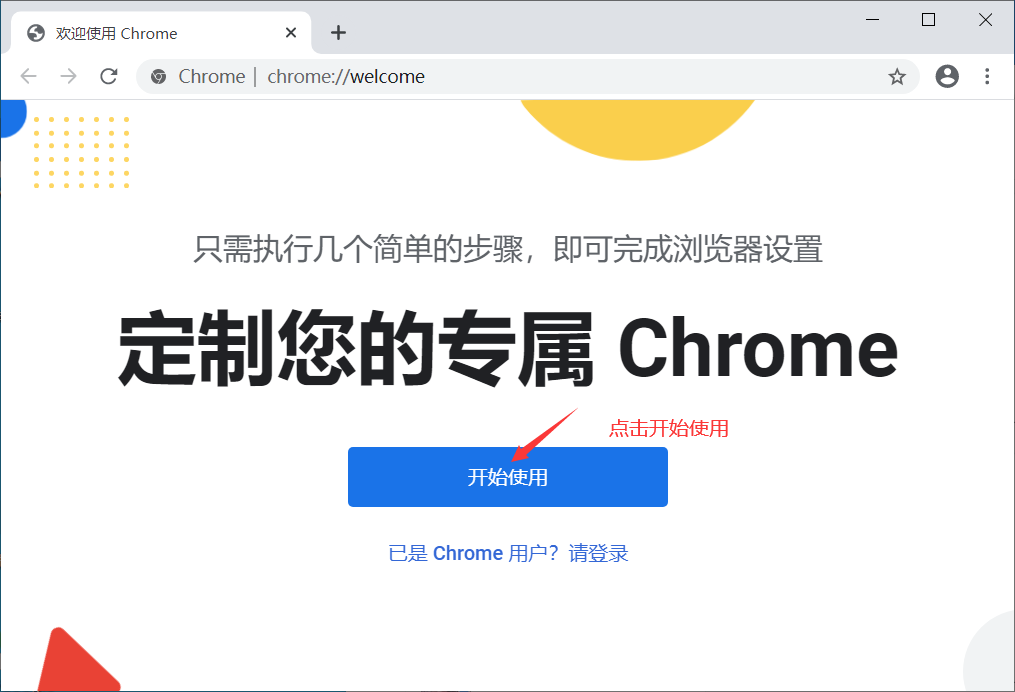 欢迎使用 Chrome
Chrome | chrome://welcome
只需执行几个简单的步骤，即可完成浏览器设置
定制您的专属 Chrome
点击开始使用
开始使用
已是 Chrome 用户？请登录